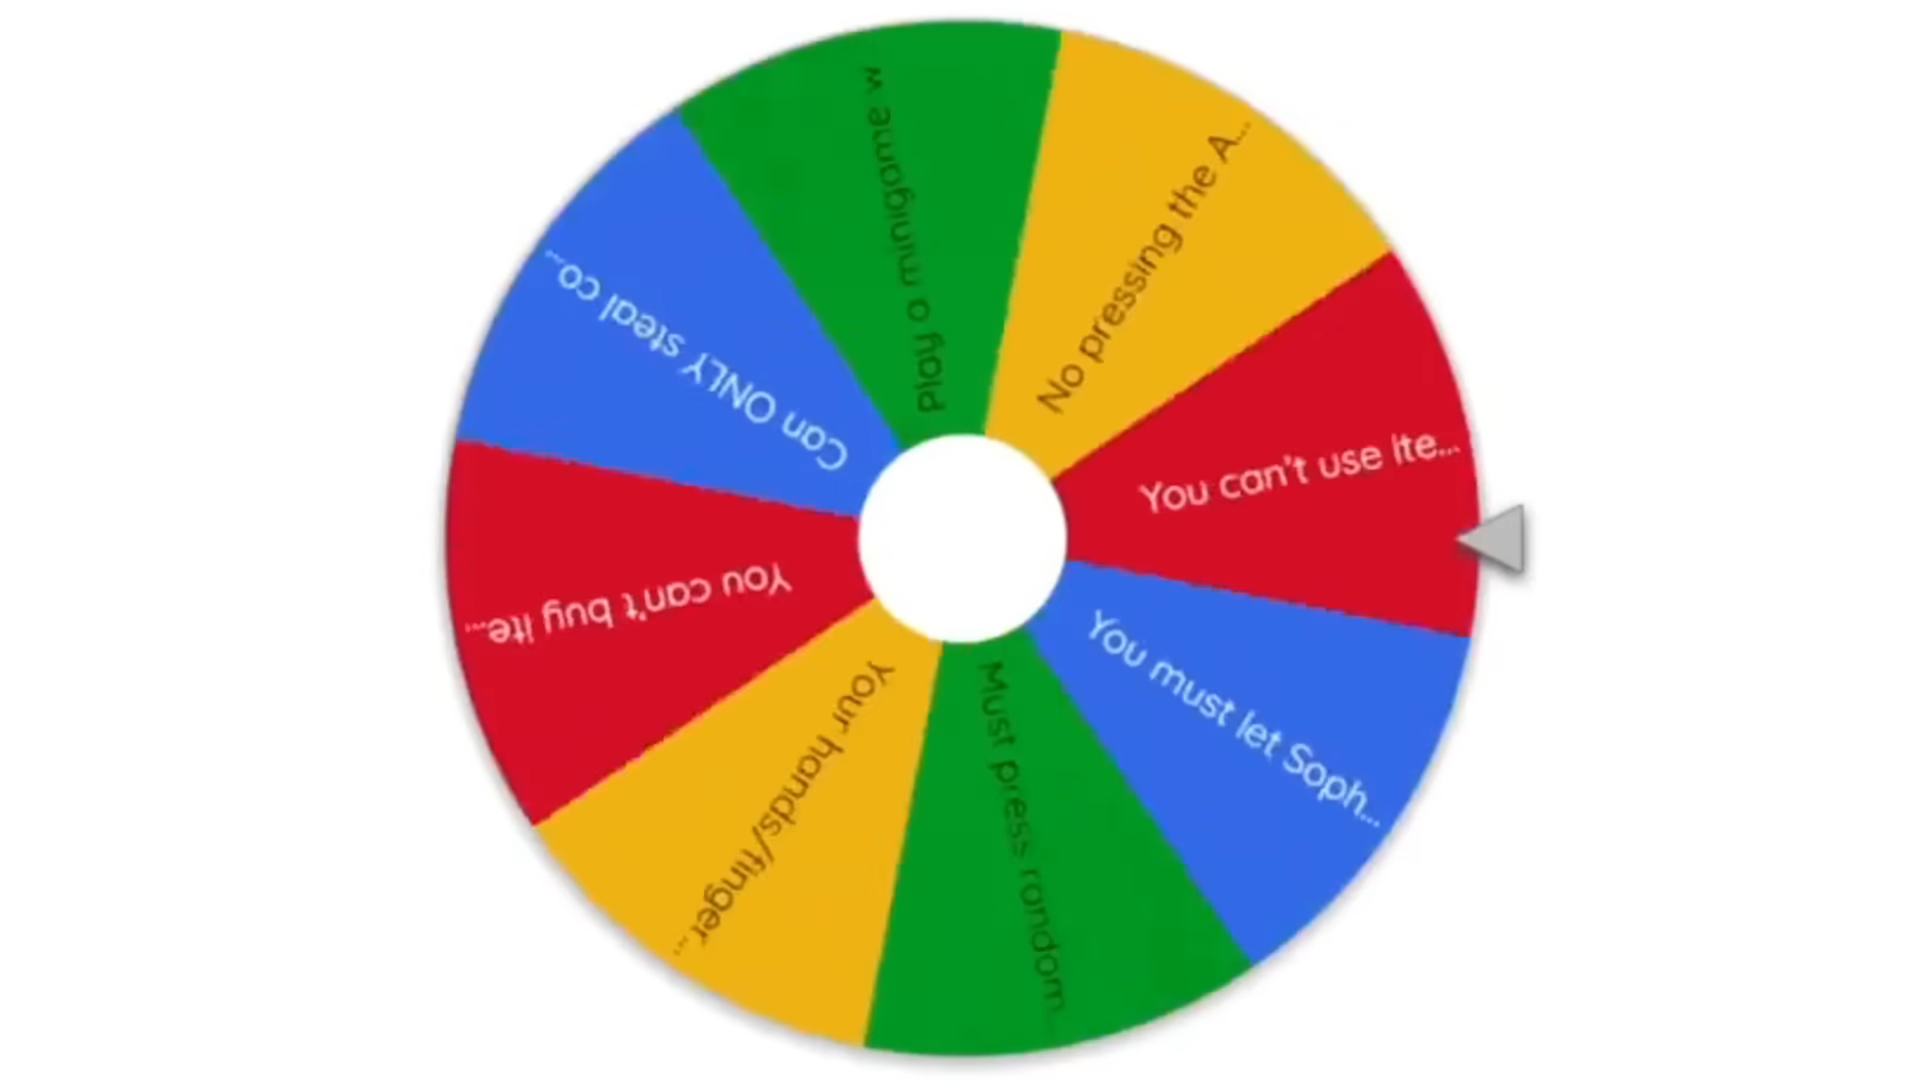 Play a minigame w
No pressing the A...
You can't use ite...
You must let Soph...
Must press random...
Your hands/finger...
You can't buy ite...
Can ONLY steal co...